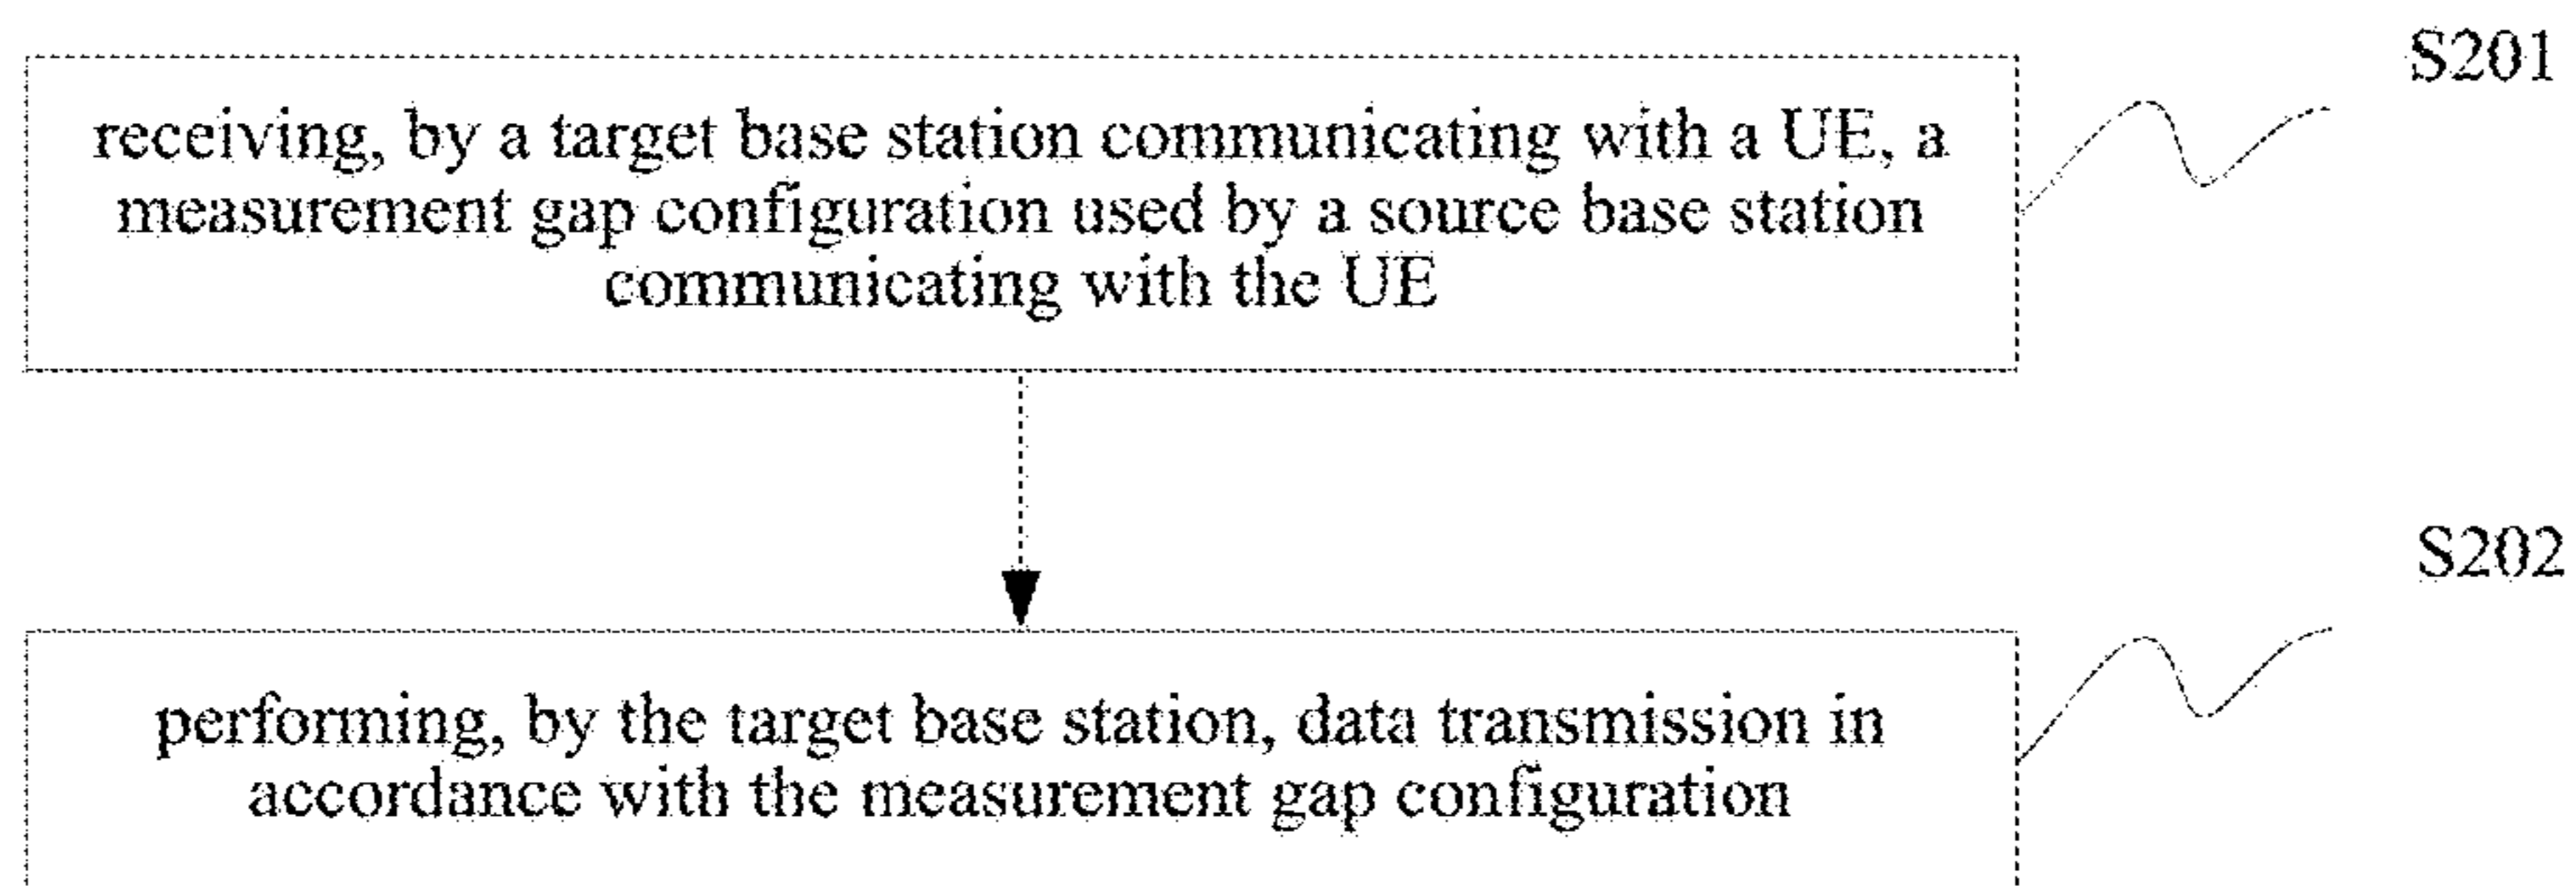 S201
receiving, by a target base station communicating with a UE, a
measurement gap configuration used by a source base station
communicating with the UE
S202
performing, by the target base station, data transmission in
accordance with the measurement gap configuration